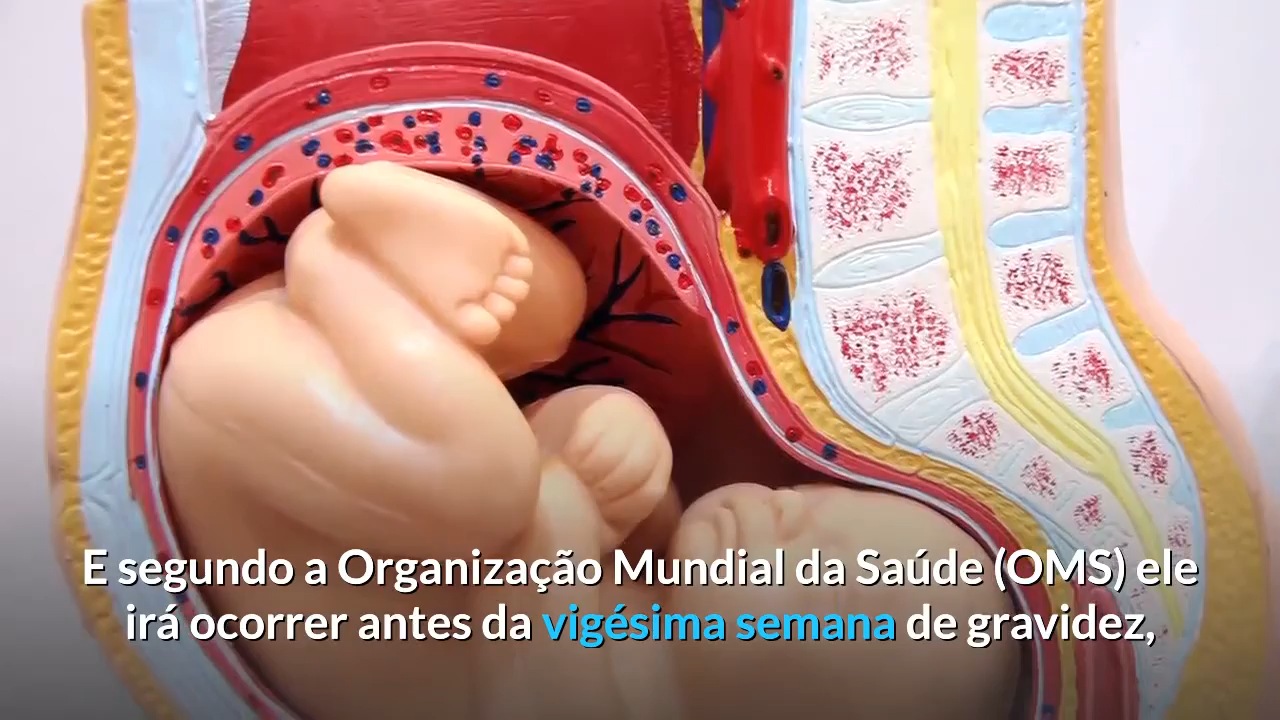 E segundo a Organização Mundial da Saúde (OMS) ele
irá ocorrer antes da vigésima semana de gravidez,